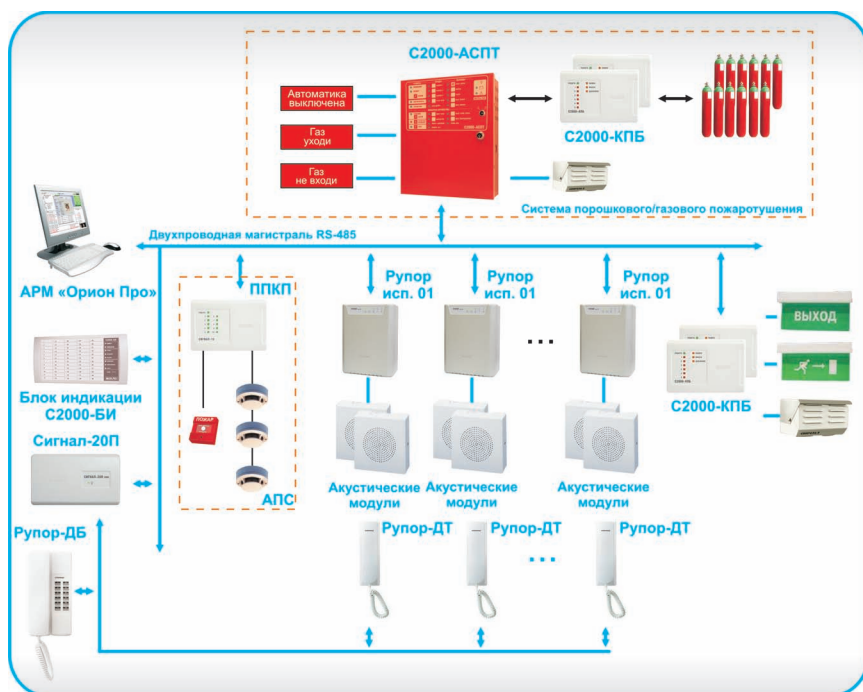 С2000-АСПТ
Автоматика
выключена
Газ
уходи
Газ
не входи
С2000-КПБ
Система порошкового/газового пожаротушения
Двухпроводная магистраль RS-485
АРМ «Орион Про»
ППКП
Рупор
исп. 01
Рупор
исп. 01
Рупор
исп. 01
...
ВЫХОД
Блок индикации
С2000-БИ
ПОЖАР
С2000-КПБ
Сигнал-20П
АПС
Акустические
модули
Акустические
модули
Акустические
модули
Рупор-ДБ
Рупор-ДТ
Рупор-ДТ
Рупор-ДТ
...